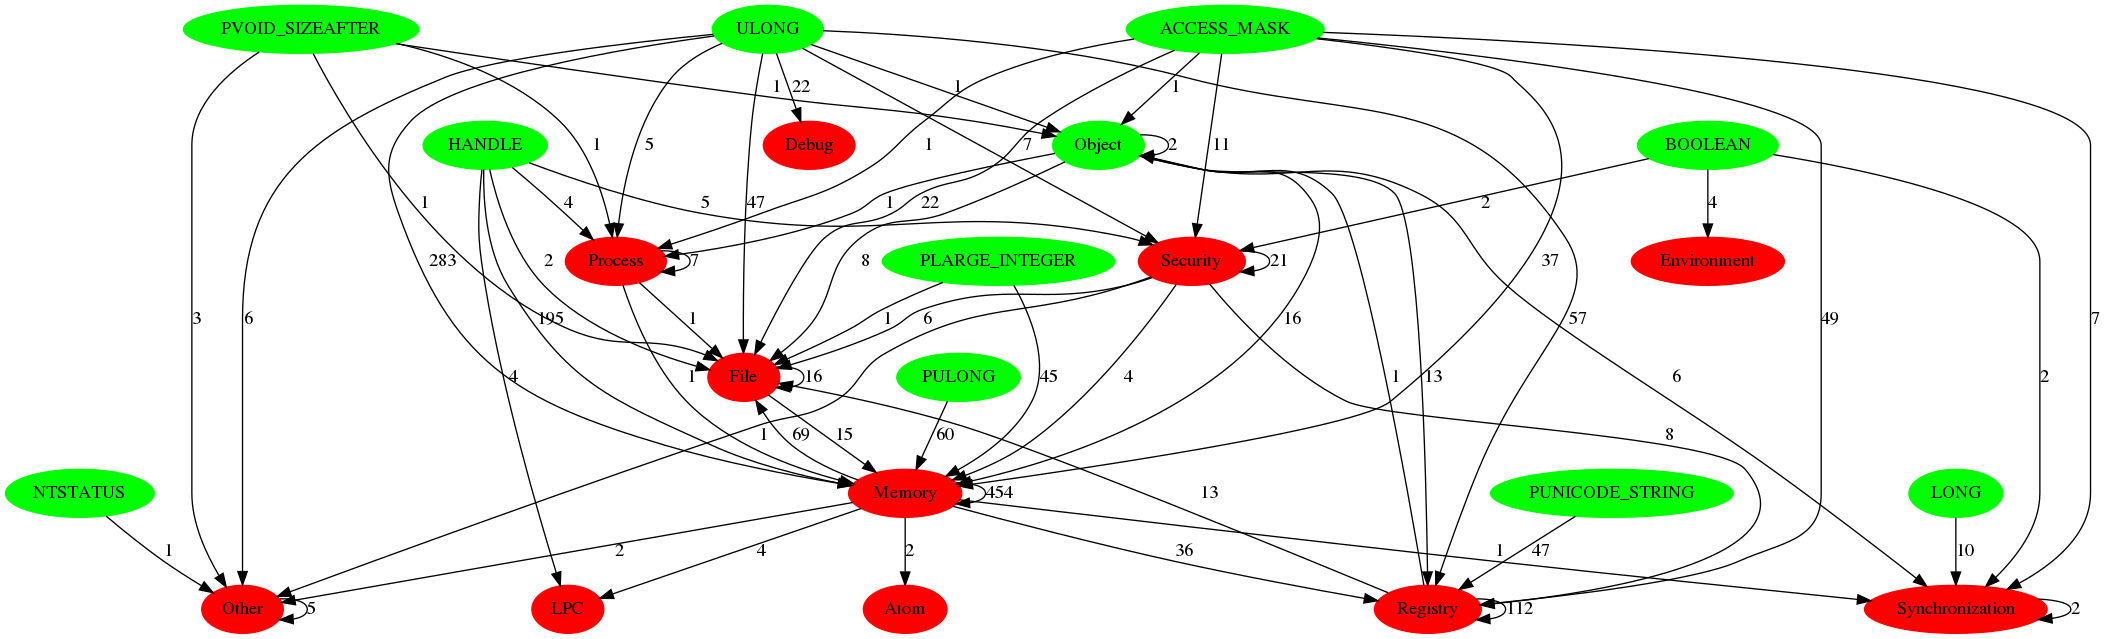 PVOID_SIZEAFTER ULONG ACCESS_MASK
1 22 1 1
HANDLE Debug Object 2 BOOLEAN
1 5 1 7 11
1 4 5 47 1 22 2 4
Process 7 PLARGE_INTEGER Security 21 Environment
283 2 8 37
3 6 195 1 1 6 16 57 49 7
File 16 PULONG
4 1 45 4 1 13 6 2
1 69 15 60 8
NTSTATUS Memory 454 13 PUNICODE_STRING LONG
1 2 4 2 36 1 47 10
Other 5 LPC Atom Registry 112 Synchronization 2